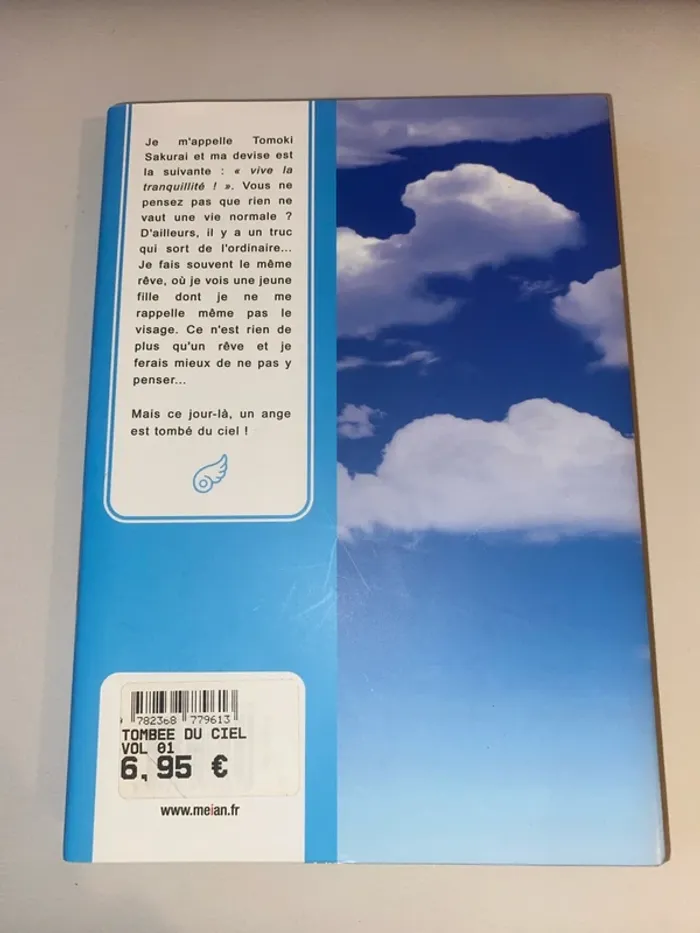 Je m'appelle Tomoki
Sakurai et ma devise est
la suivante : « vive la
tranquillité ! ». Vous ne
pensez pas que rien ne
vaut une vie normale ?
D'ailleurs, il y a un truc
qui sort de l'ordinaire...
Je fais souvent le même
rêve, où je vois une jeune
fille dont je ne me
rappelle même pas le
visage. Ce n'est rien de
plus qu'un rêve et je
ferais mieux de ne pas y
penser...
Mais ce jour-là, un ange
est tombé du ciel !
782368 779613
TOMBEE DU CIEL
VOL 01
6,95 €
www.meian.fr